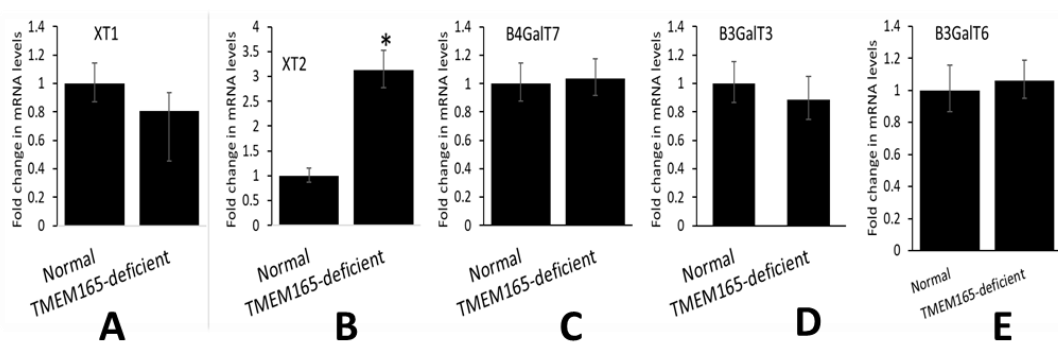 Fold change in mRNA levels
XT1
1.4
1.2
1
0.8
0.6
0.4
0.2
0
Normal
TMEM165-deficient
A
Fold change in mRNA levels
XT2
4
3.5
3
2.5
2
1.5
1
0.5
0
*
Normal
TMEM165-deficient
B
Fold change in mRNA levels
B4GalT7
1.4
1.2
1
0.8
0.6
0.4
0.2
0
Normal
TMEM165-deficient
C
Fold change in mRNA levels
B3GalT3
1.4
1.2
1
0.8
0.6
0.4
0.2
0
Normal
TMEM165-deficient
D
Fold change in mRNA levels
B3GalT6
1.4
1.2
1
0.8
0.6
0.4
0.2
0
Normal
TMEM165-deficient
E